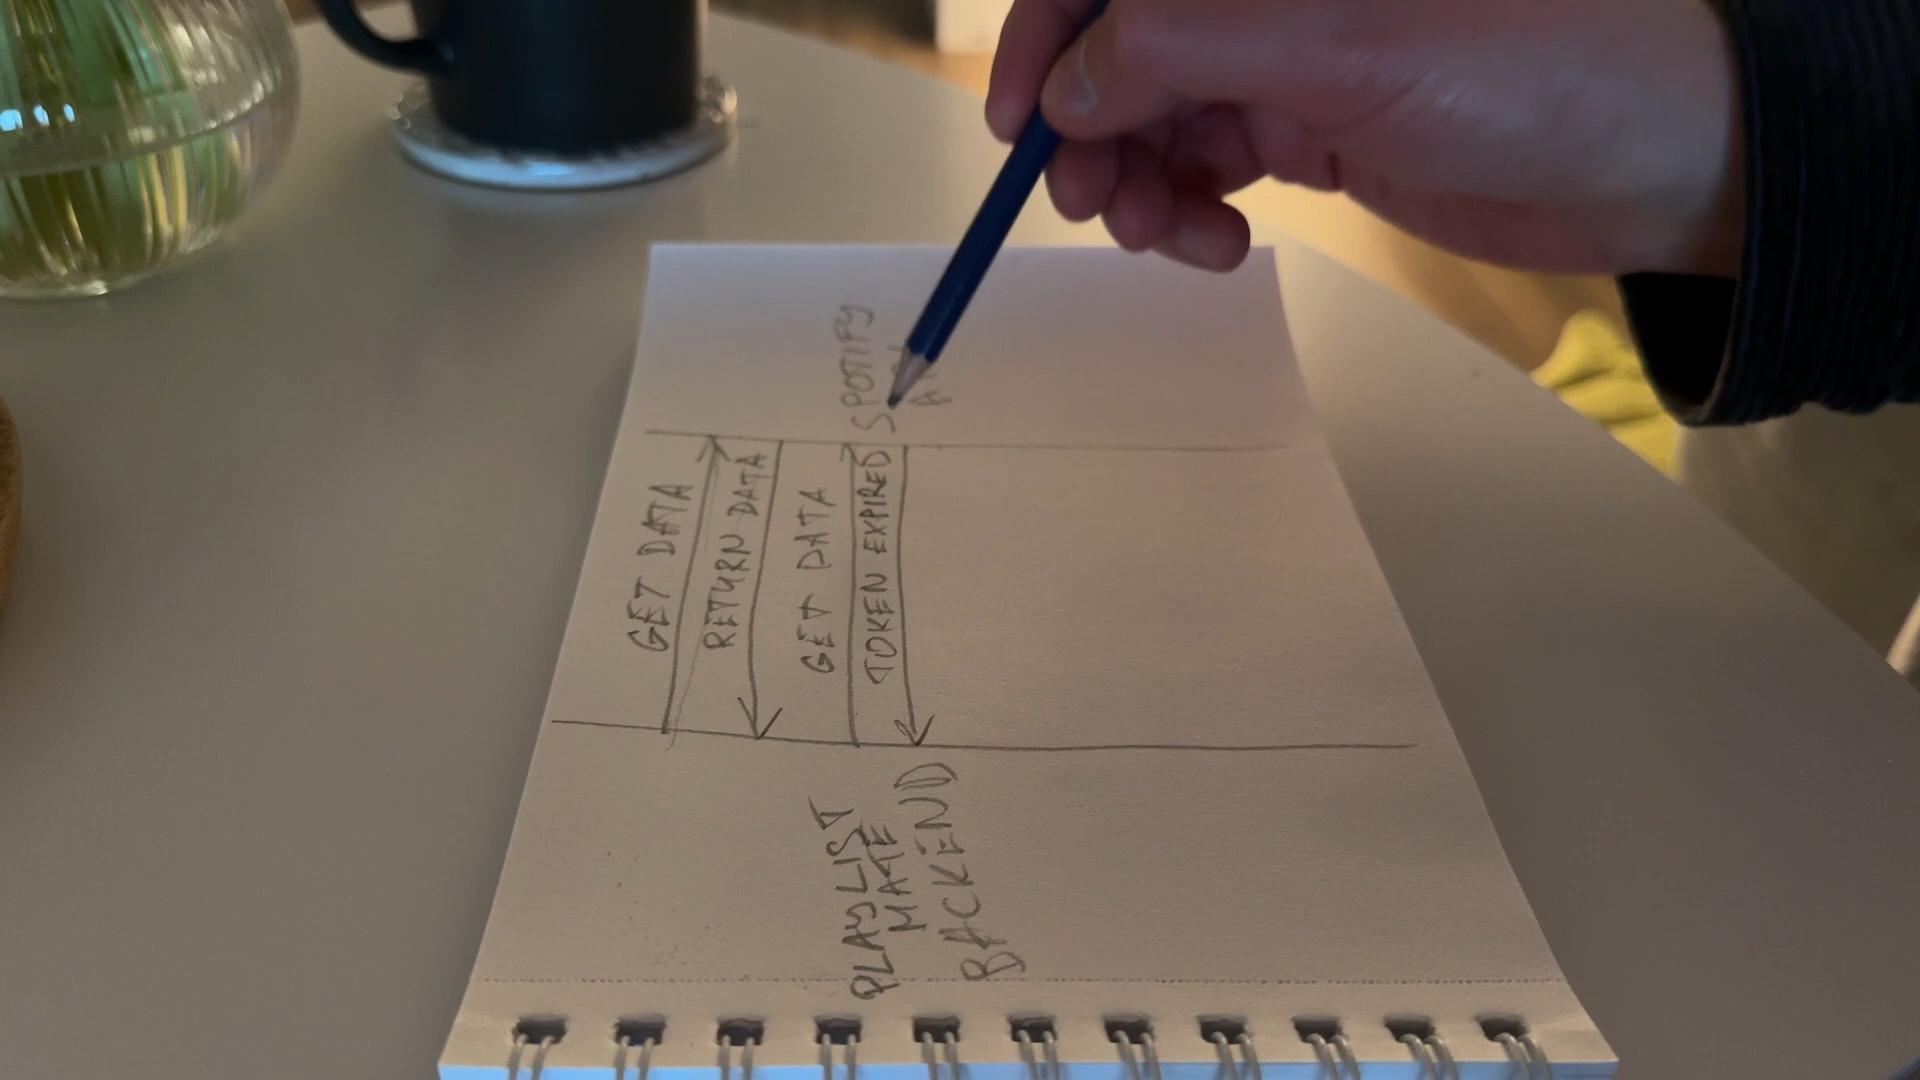 PLAYLIST
MATE
BACKEND
GET DATA
RETURN DATA
GET DATA
TOKEN EXPIRED
SPOTIFY